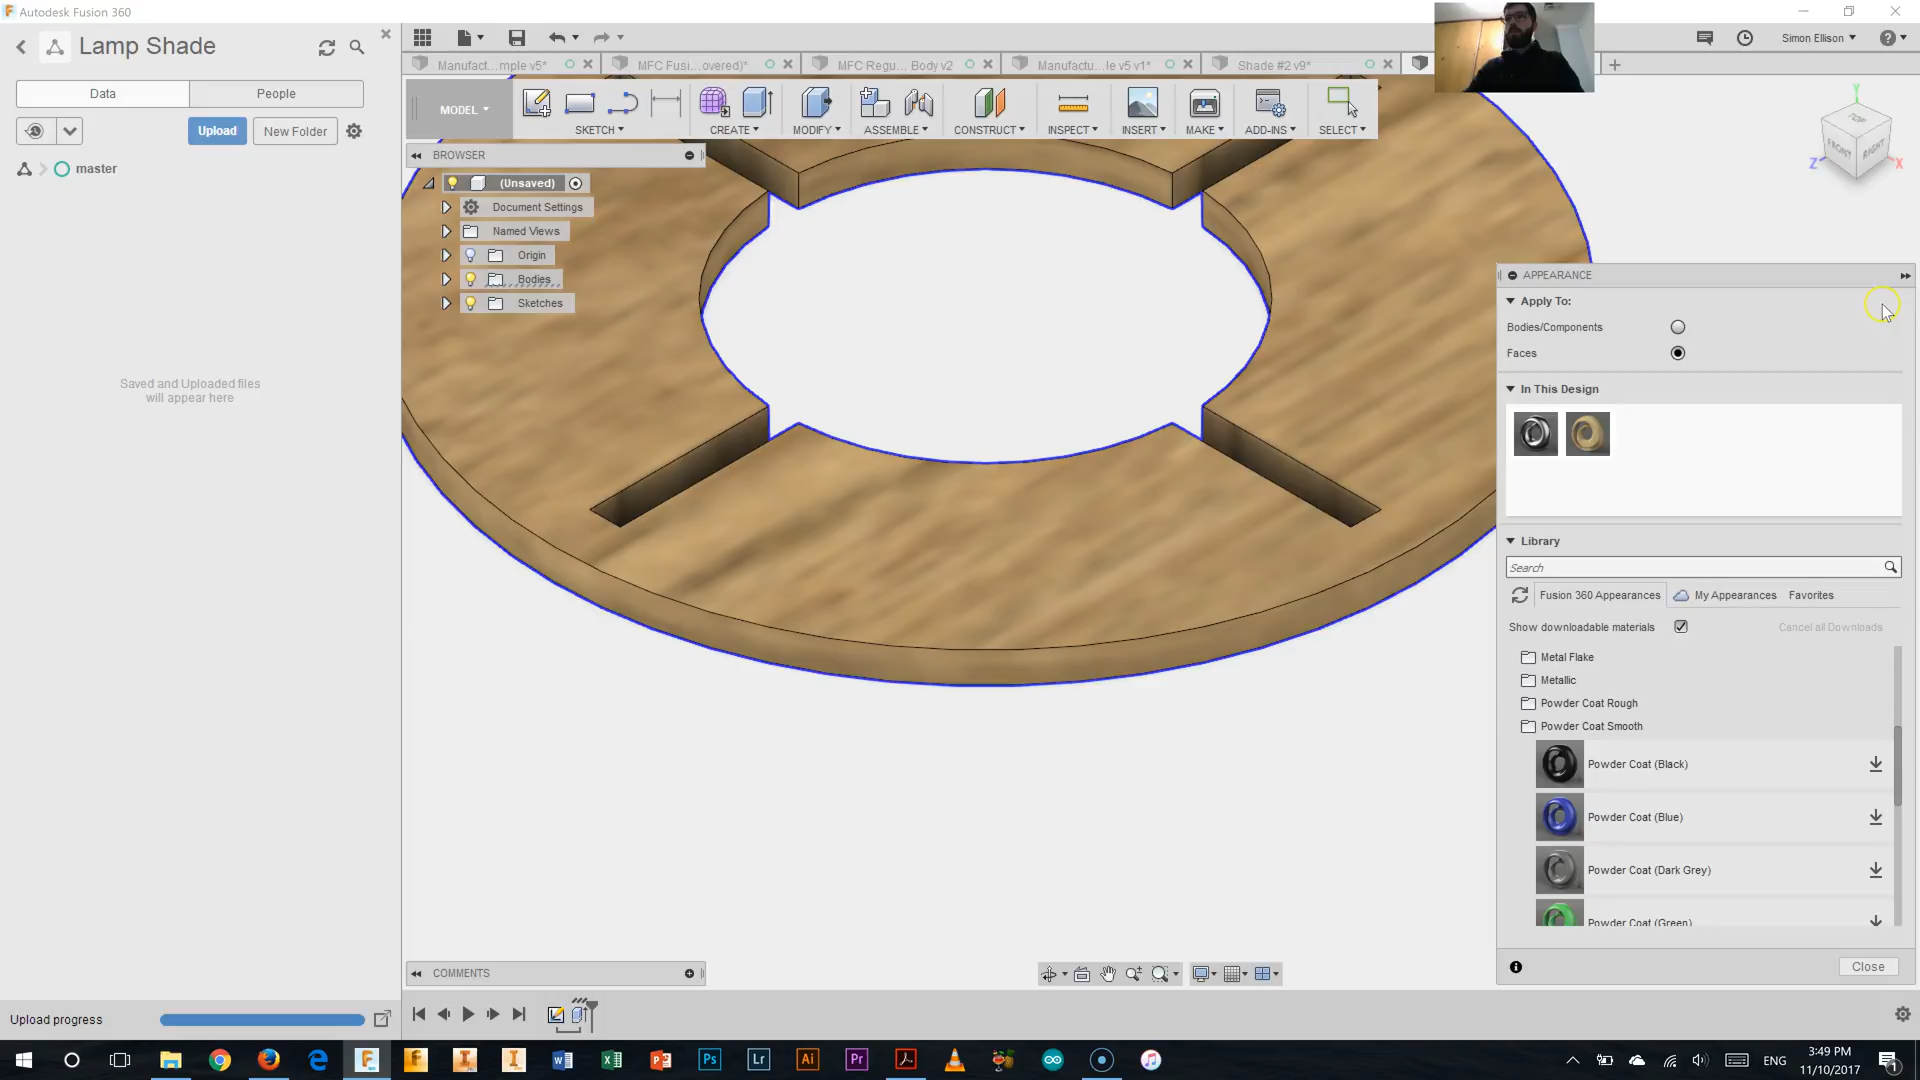 Autodesk Fusion 360
Lamp Shade
Simon Ellison
Data
People
Upload
New Folder
master
Saved and Uploaded files
will appear here
Upload progress
Manufact...mple v5*
MFC Fusi...overed)*
MFC Regu... Body v2
Manufactu...le v5 v1*
Shade #2 v9*
MODEL
SKETCH
CREATE
MODIFY
ASSEMBLE
CONSTRUCT
INSPECT
INSERT
MAKE
ADD-INS
SELECT
TOP
FRONT
RIGHT
Y
Z
X
BROWSER
(Unsaved)
Document Settings
Named Views
Origin
Bodies
Sketches
APPEARANCE
Apply To:
Bodies/Components
Faces
In This Design
Library
Search
Fusion 360 Appearances
My Appearances
Favorites
Show downloadable materials
Cancel all Downloads
Metal Flake
Metallic
Powder Coat Rough
Powder Coat Smooth
Powder Coat (Black)
Powder Coat (Blue)
Powder Coat (Dark Grey)
Powder Coat (Green)
Close
COMMENTS
ENG
3:49 PM
11/10/2017